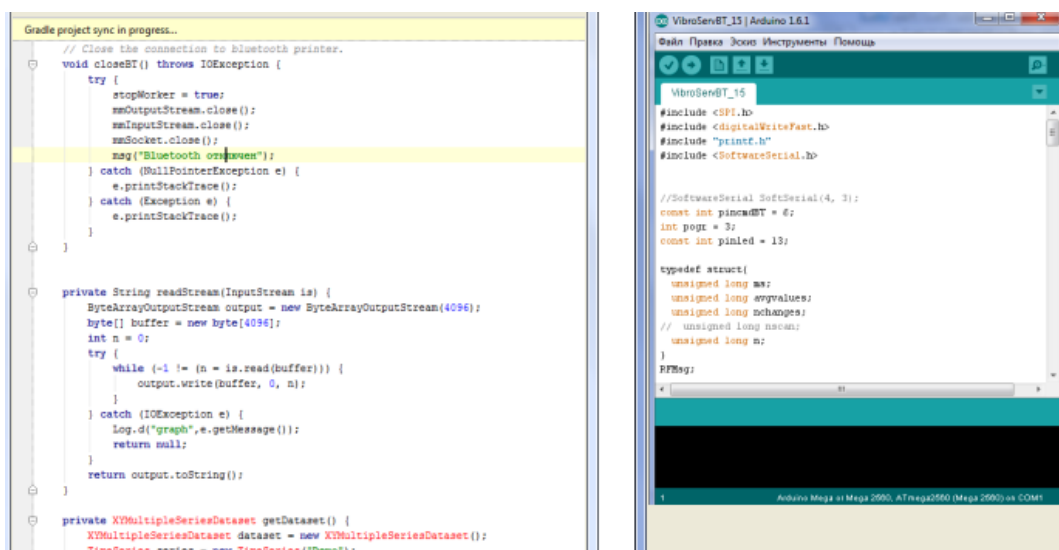 Gradle project sync in progress...
// Close the connection to bluetooth printer.
void closeBT() throws IOException {
try {
stopWorker = true;
mmOutputStream.close();
mmInputStream.close();
mmSocket.close();
msg("Bluetooth отключен");
} catch (NullPointerException e) {
e.printStackTrace();
} catch (Exception e) {
e.printStackTrace();
}
}
private String readStream(InputStream is) {
ByteArrayOutputStream output = new ByteArrayOutputStream(4096);
byte[] buffer = new byte[4096];
int n = 0;
try {
while (-1 != (n = is.read(buffer))) {
output.write(buffer, 0, n);
}
} catch (IOException e) {
Log.d("graph",e.getMessage());
return null;
}
return output.toString();
}
private XYMultipleSeriesDataset getDataset() {
XYMultipleSeriesDataset dataset = new XYMultipleSeriesDataset();
VibroServBT_15 | Arduino 1.6.1
Файл Правка Эскиз Инструменты Помощь
VibroServBT_15
#include <SPI.h>
#include <digitalWriteFast.h>
#include "printf.h"
#include <SoftwareSerial.h>
//SoftwareSerial SoftSerial(4, 3);
const int pincmdBT = 6;
int pogr = 3;
const int pinled = 13;
typedef struct{
unsigned long ms;
unsigned long avgvalues;
unsigned long nchanges;
// unsigned long nscan;
unsigned long n;
}
RFMsg;
1
Arduino Mega or Mega 2560, ATmega2560 (Mega 2560) on COM1